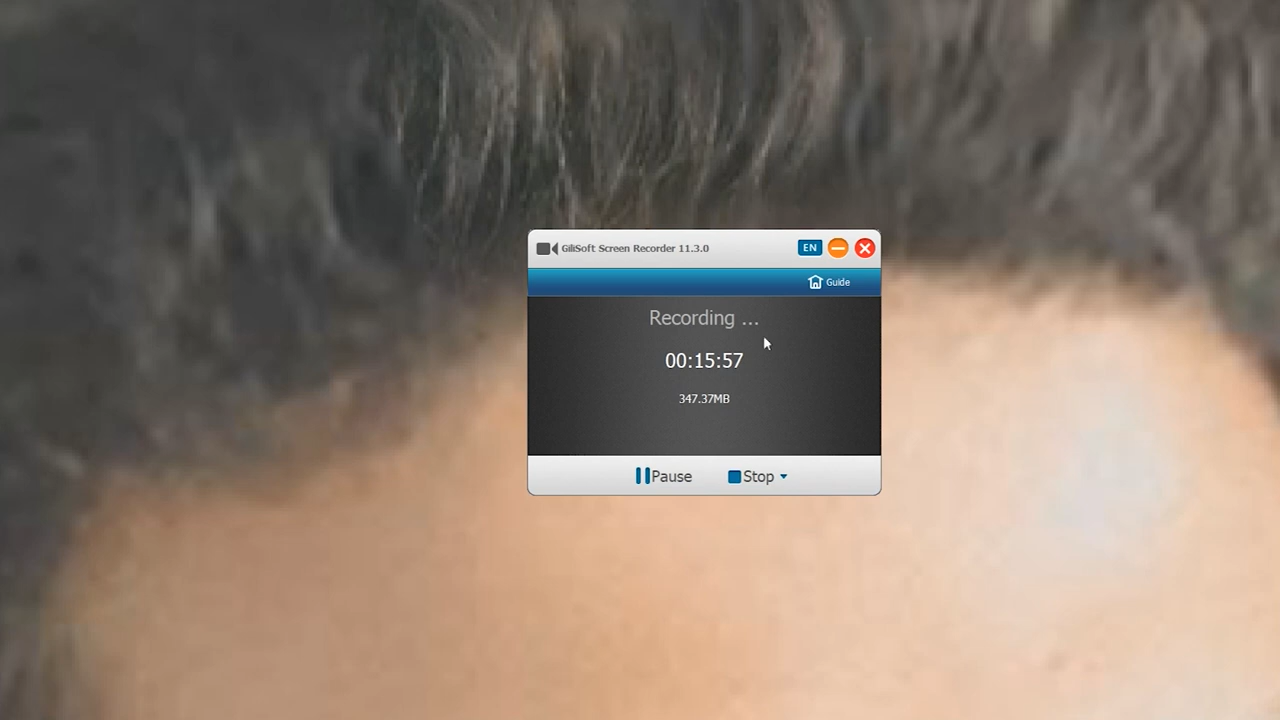 GiliSoft Screen Recorder 11.3.0
EN
Guide
Recording ...
00:15:57
347.37MB
Pause
Stop